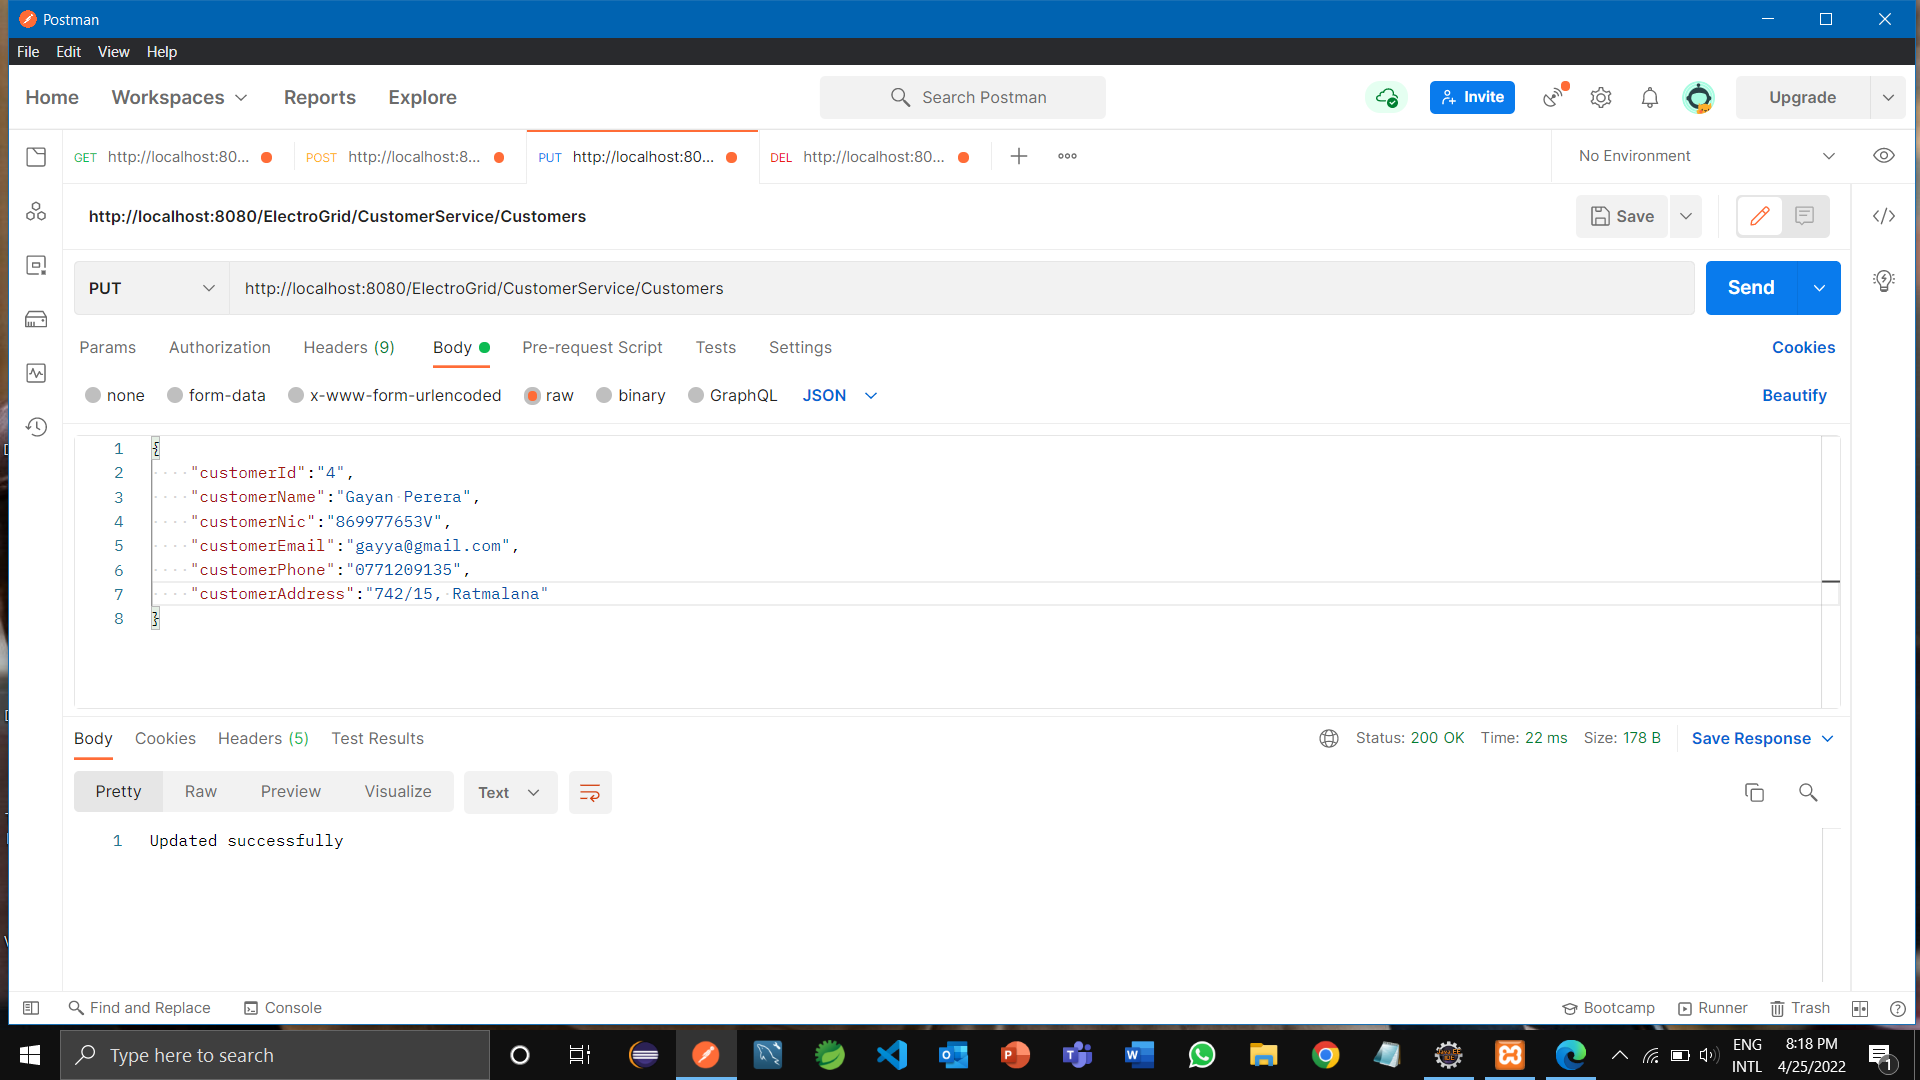 Postman
File Edit View Help
Home Workspaces Reports Explore Search Postman Invite Upgrade
GET http://localhost:80... POST http://localhost:8... PUT http://localhost:80... DEL http://localhost:80... No Environment
http://localhost:8080/ElectroGrid/CustomerService/Customers Save
PUT http://localhost:8080/ElectroGrid/CustomerService/Customers Send
Params Authorization Headers (9) Body Pre-request Script Tests Settings Cookies
none form-data x-www-form-urlencoded raw binary GraphQL JSON Beautify
1 {
2 "customerId":"4",
3 "customerName":"Gayan Perera",
4 "customerNic":"869977653V",
5 "customerEmail":"gayya@gmail.com",
6 "customerPhone":"0771209135",
7 "customerAddress":"742/15, Ratmalana"
8 }
Body Cookies Headers (5) Test Results Status: 200 OK Time: 22 ms Size: 178 B Save Response
Pretty Raw Preview Visualize Text
1 Updated successfully
Find and Replace Console Bootcamp Runner Trash
Type here to search ENG 8:18 PM
INTL 4/25/2022 1